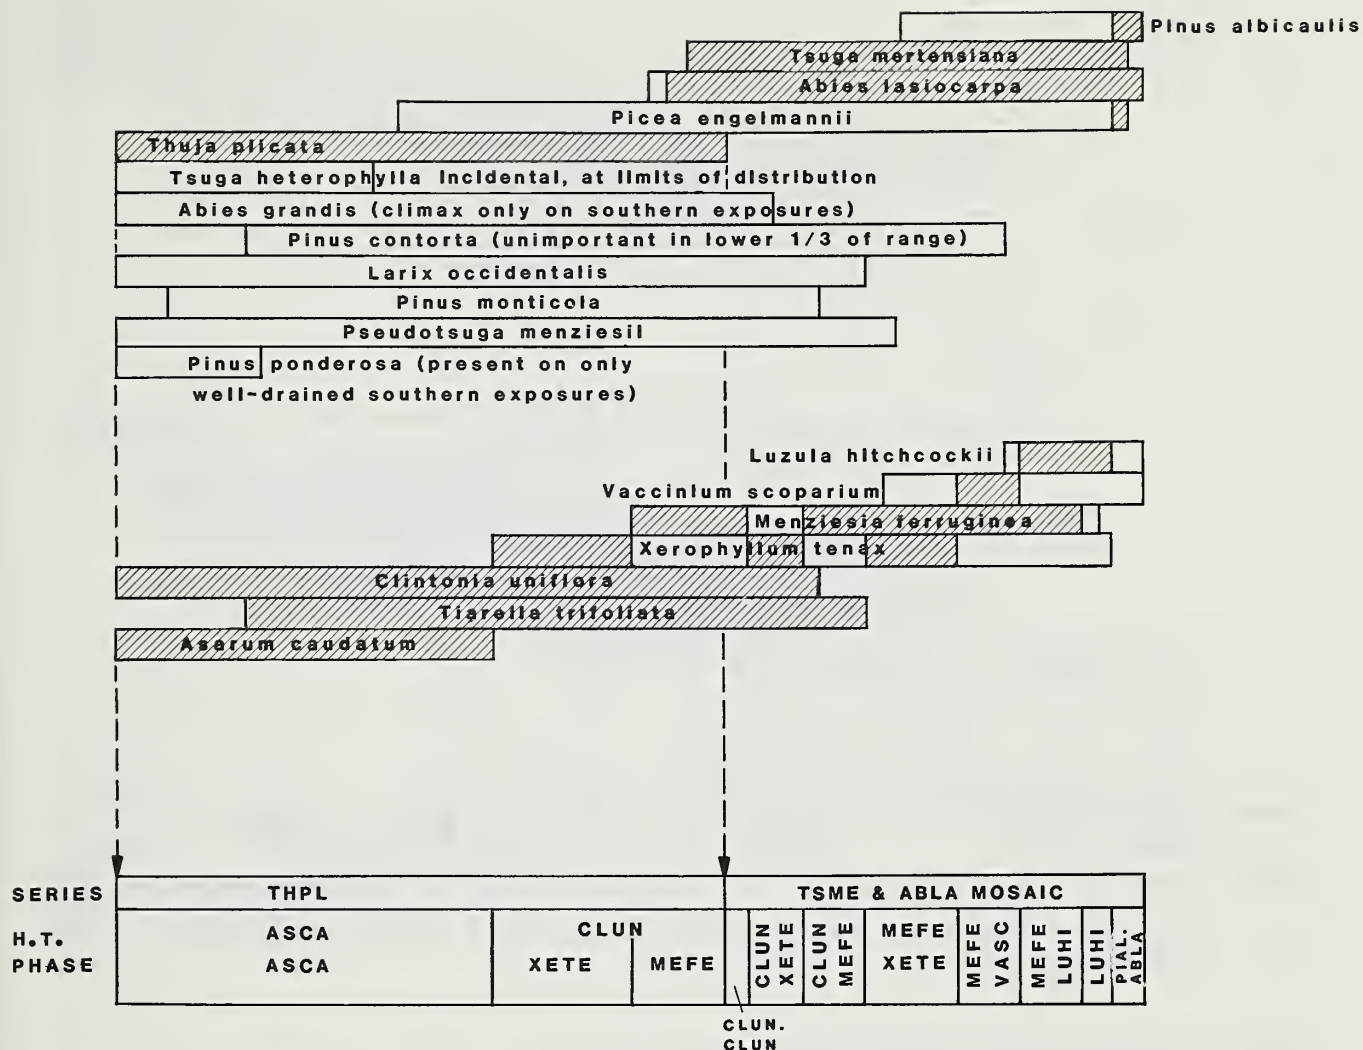 Pinus albicaulis
Tsuga mertensiana
Abies lasiocarpa
Picea engelmannii
Thuja plicata
Tsuga heterophylla incidental, at limits of distribution
Abies grandis (climax only on southern exposures)
Pinus contorta (unimportant in lower 1/3 of range)
Larix occidentalis
Pinus monticola
Pseudotsuga menziesii
Pinus ponderosa (present on only
well-drained southern exposures)
Luzula hitchcockii
Vaccinium scoparium
Menziesia ferruginea
Xerophyllum tenax
Clintonia uniflora
Tiarella trifoliata
Asarum caudatum
SERIES THPL TSME & ABLA MOSAIC
H.T. ASCA CLUN CLUN CLUN MEFE MEFE MEFE LUHI PIAL.
PHASE ASCA XETE MEFE XETE MEFE XETE VASC LUHI ABLA
CLUN.
CLUN